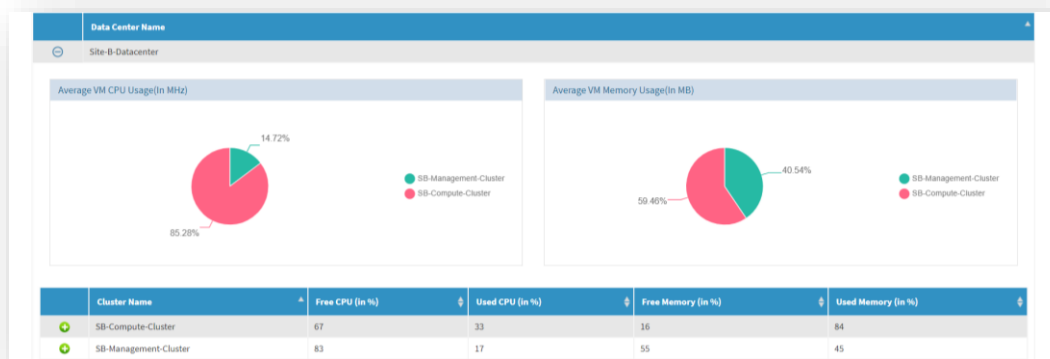 Data Center Name
Site-B-Datacenter
Average VM CPU Usage(In MHz)
14.72%
85.28%
SB-Management-Cluster
SB-Compute-Cluster
Average VM Memory Usage(In MB)
40.54%
59.46%
SB-Management-Cluster
SB-Compute-Cluster
Cluster Name Free CPU (in %) Used CPU (in %) Free Memory (in %) Used Memory (in %)
SB-Compute-Cluster 67 33 16 84
SB-Management-Cluster 83 17 55 45